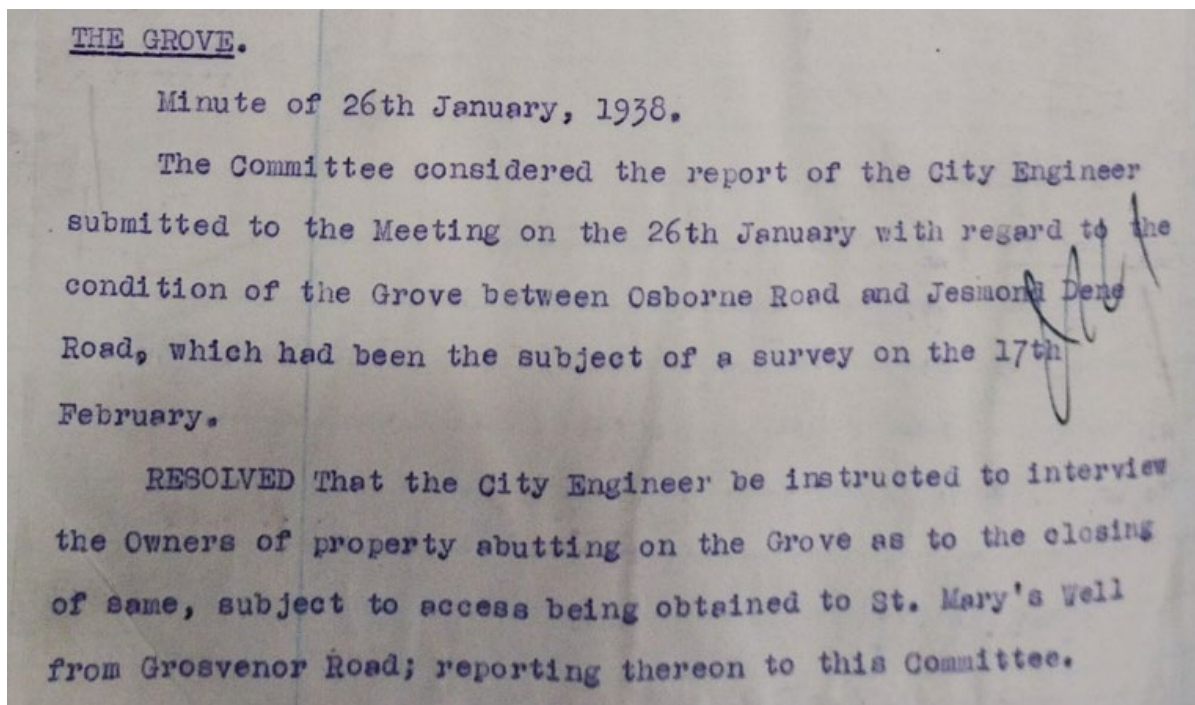 THE GROVE.
Minute of 26th January, 1938.
The Committee considered the report of the City Engineer
submitted to the Meeting on the 26th January with regard to the
condition of the Grove between Osborne Road and Jesmond Dene
Road, which had been the subject of a survey on the 17th
February.
RESOLVED That the City Engineer be instructed to interview
the Owners of property abutting on the Grove as to the closing
of same, subject to access being obtained to St. Mary's Well
from Grosvenor Road; reporting thereon to this Committee.